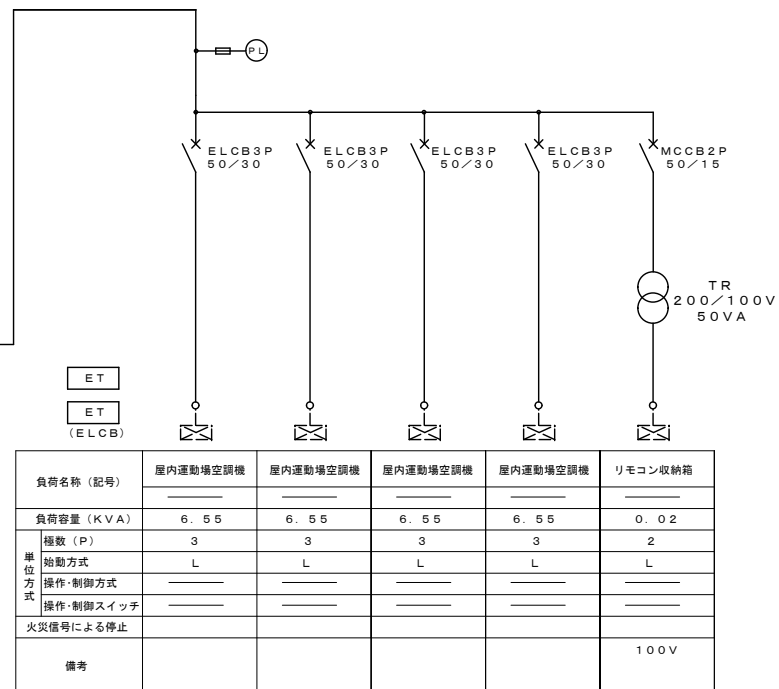 PL
ELCB3P
50/30
ELCB3P
50/30
ELCB3P
50/30
ELCB3P
50/30
MCCB2P
50/15
TR
200/100V
50VA
ET
ET
(ELCB)
負荷名称（記号） 屋内運動場空調機 屋内運動場空調機 屋内運動場空調機 屋内運動場空調機 リモコン収納箱
負荷容量（KVA） 6.55 6.55 6.55 6.55 0.02
単位方式
極数（P） 3 3 3 3 2
始動方式 L L L L L
操作・制御方式
操作・制御スイッチ
火災信号による停止
備考 100V